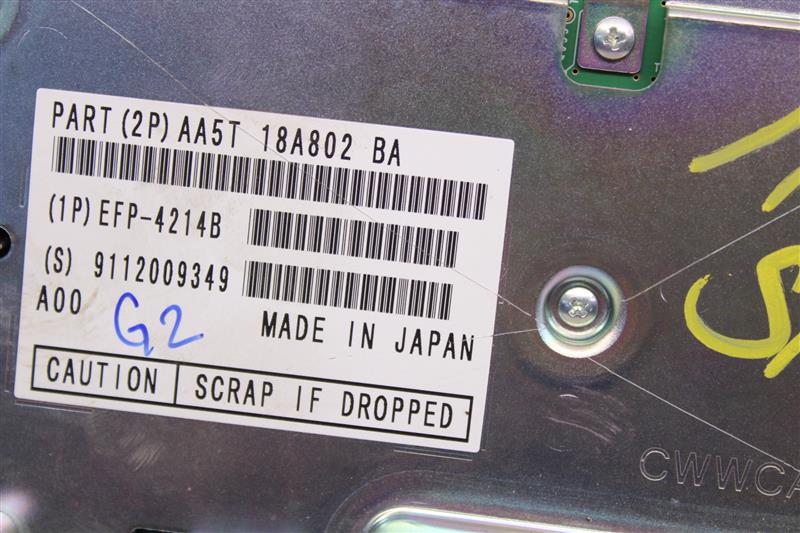 PART (2P) AA5T 18A802 BA
(1P) EFP-4214B
(S) 9112009349
A00
G2
MADE IN JAPAN
CAUTION SCRAP IF DROPPED
CWWCA